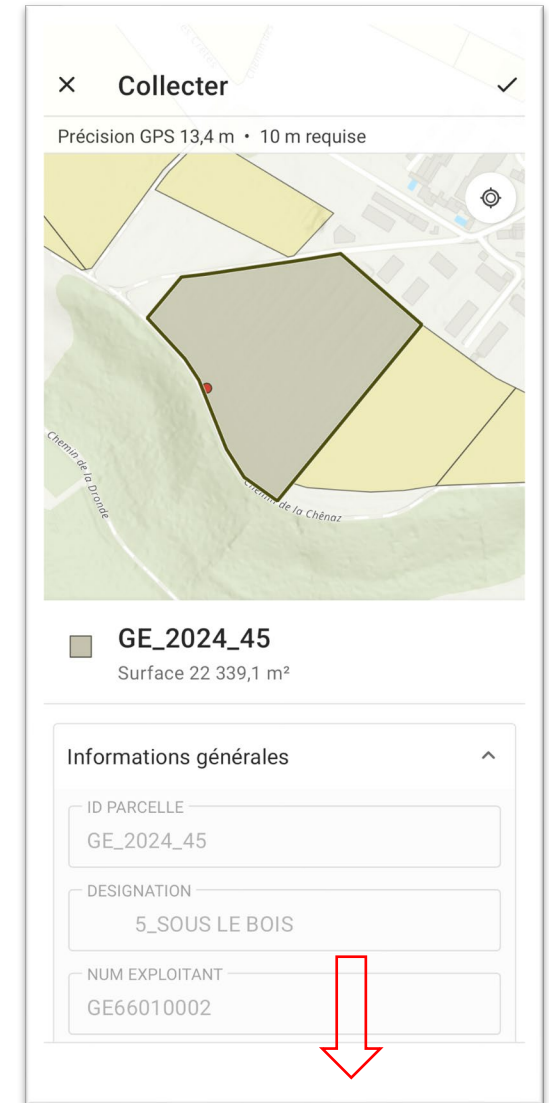 Collecter
Précision GPS 13,4 m • 10 m requise
Chemin de la Dronde
Chemin de la Chênaz
GE_2024_45
Surface 22 339,1 m²
Informations générales
ID PARCELLE
GE_2024_45
DESIGNATION
5_SOUS LE BOIS
NUM EXPLOITANT
GE66010002